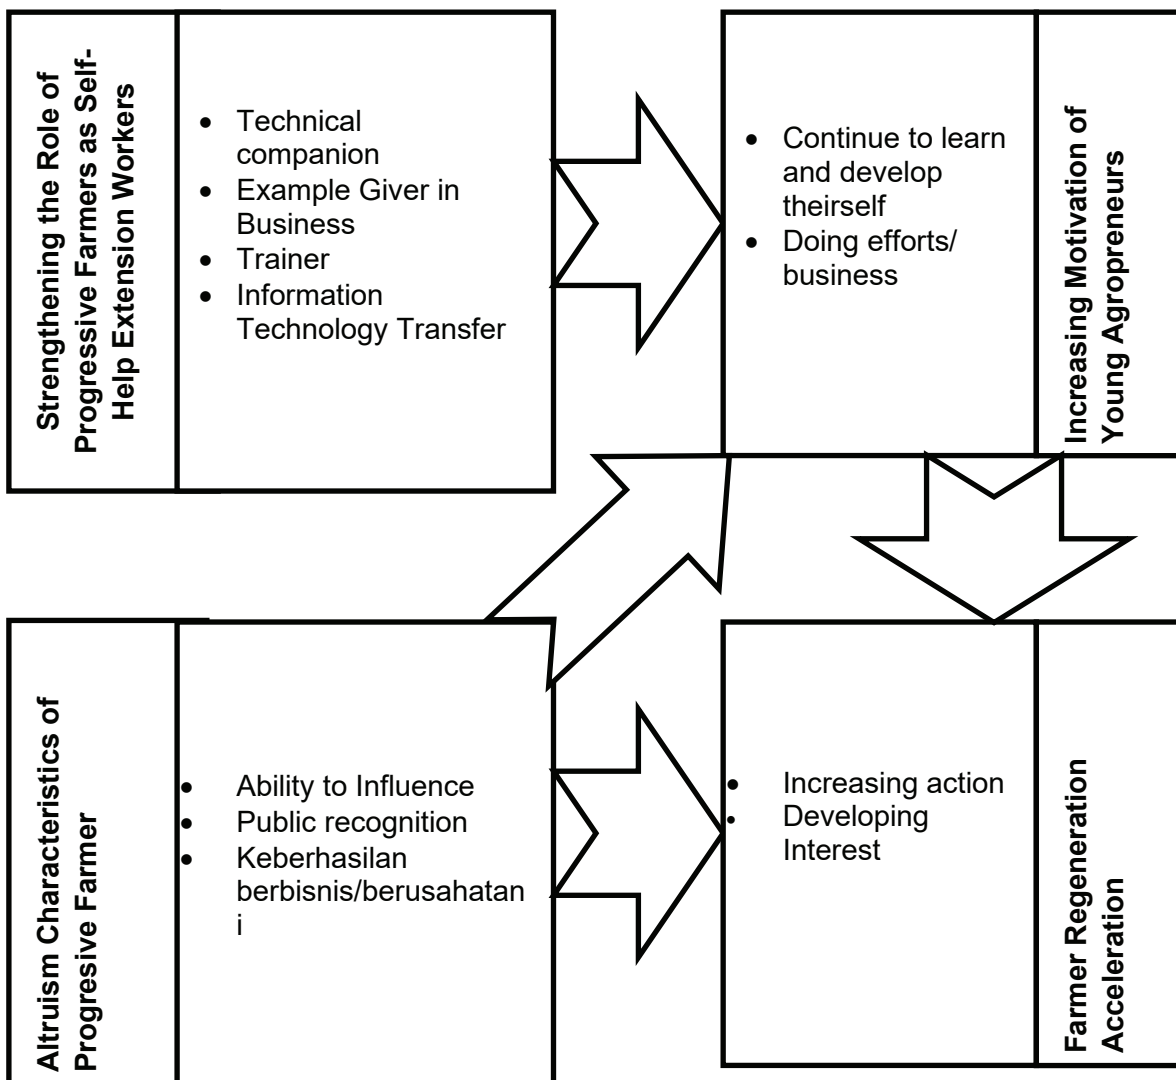 Strengthening the Role of
Progressive Farmers as Self-
Help Extension Workers
• Technical
companion
• Example Giver in
Business
• Trainer
• Information
Technology Transfer
• Continue to learn
and develop
theirself
• Doing efforts/
business
Increasing Motivation of
Young Agropreneurs
Altruism Characteristics of
Progresive Farmer
• Ability to Influence
• Public recognition
• Keberhasilan
berbisnis/berusahatan
i
• Increasing action
• Developing
Interest
Farmer Regeneration
Acceleration